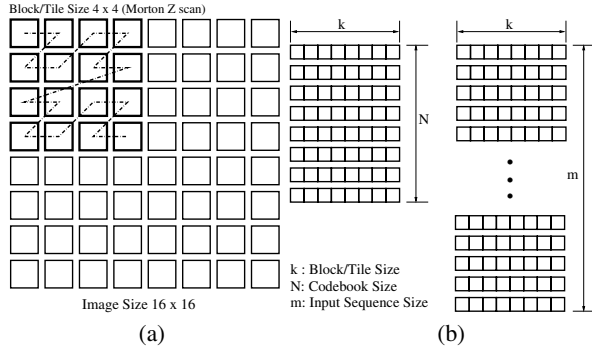 Block/Tile Size 4 x 4 (Morton Z scan)
k
k
N
m
k : Block/Tile Size
N: Codebook Size
m: Input Sequence Size
Image Size 16 x 16
(a)
(b)